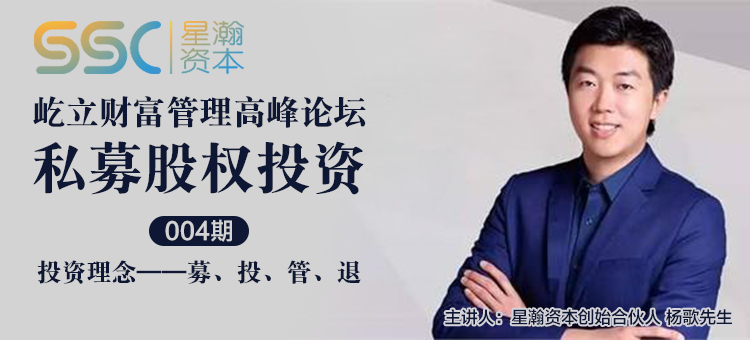 SSC 星瀚资本
屹立财富管理高峰论坛
私募股权投资
004期
投资理念——募、投、管、退
主讲人：星瀚资本创始合伙人 杨歌先生